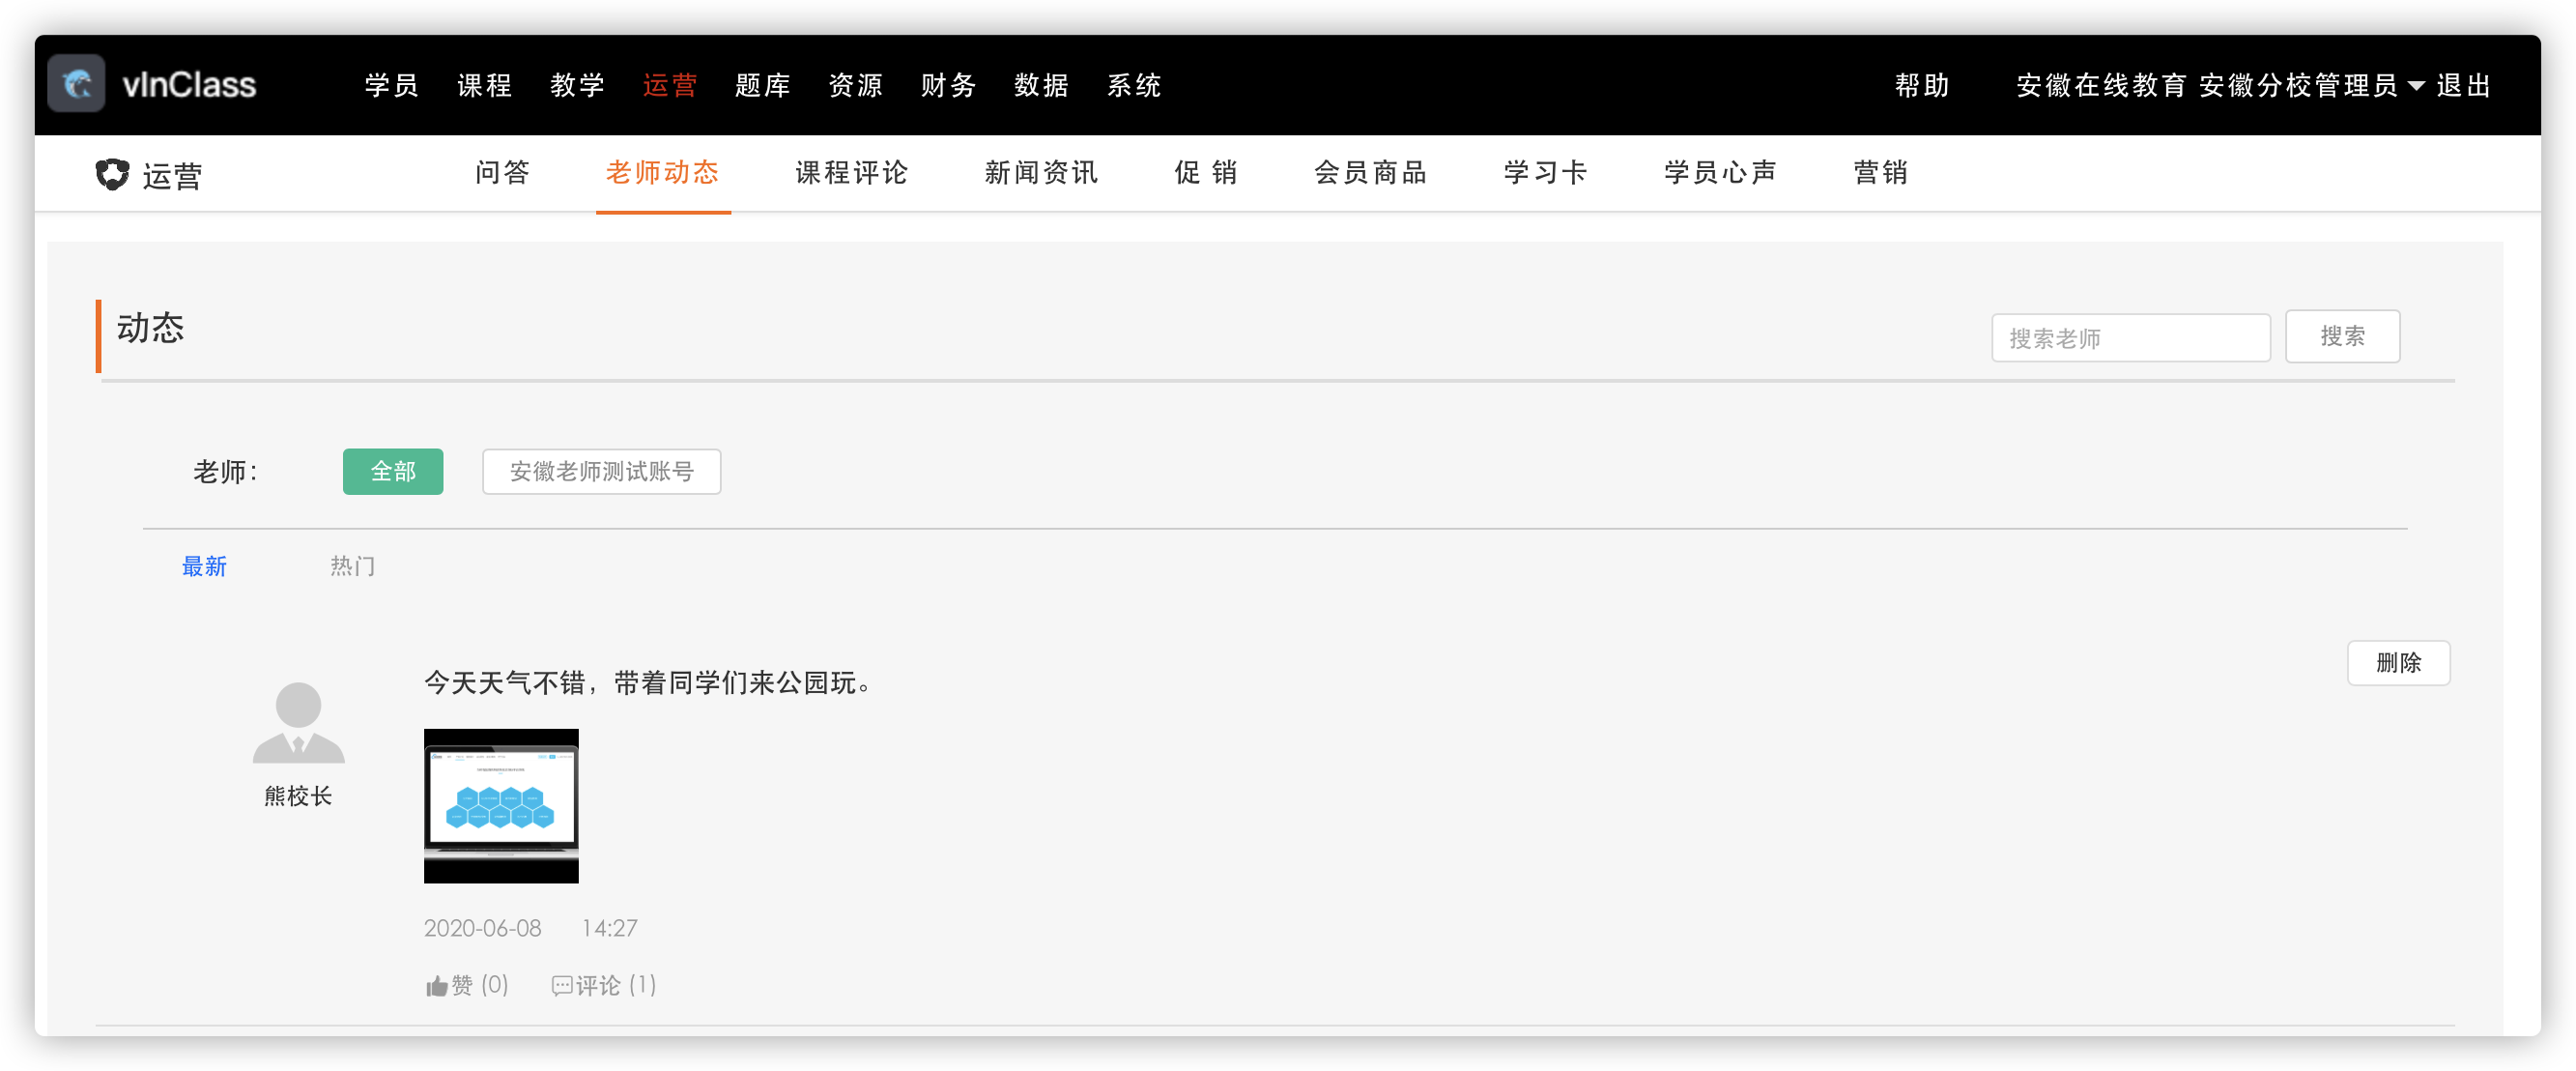 vInClass 学员 课程 教学 运营 题库 资源 财务 数据 系统 帮助 安徽在线教育 安徽分校管理员 退出
运营 问答 老师动态 课程评论 新闻资讯 促 销 会员商品 学习卡 学员心声 营销
动态 搜索老师 搜索
老师： 全部 安徽老师测试账号
最新 热门
删除
今天天气不错，带着同学们来公园玩。
熊校长
2020-06-08 14:27
赞 (0) 评论 (1)